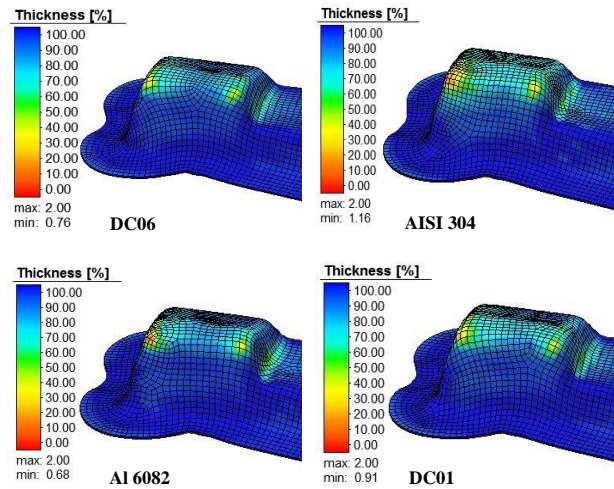 Thickness [%]
100.00
90.00
80.00
70.00
60.00
50.00
40.00
30.00
20.00
10.00
0.00
max: 2.00
min: 0.76
DC06
Thickness [%]
100.00
90.00
80.00
70.00
60.00
50.00
40.00
30.00
20.00
10.00
0.00
max: 2.00
min: 1.16
AISI 304
Thickness [%]
100.00
90.00
80.00
70.00
60.00
50.00
40.00
30.00
20.00
10.00
0.00
max: 2.00
min: 0.68
Al 6082
Thickness [%]
100.00
90.00
80.00
70.00
60.00
50.00
40.00
30.00
20.00
10.00
0.00
max: 2.00
min: 0.91
DC01